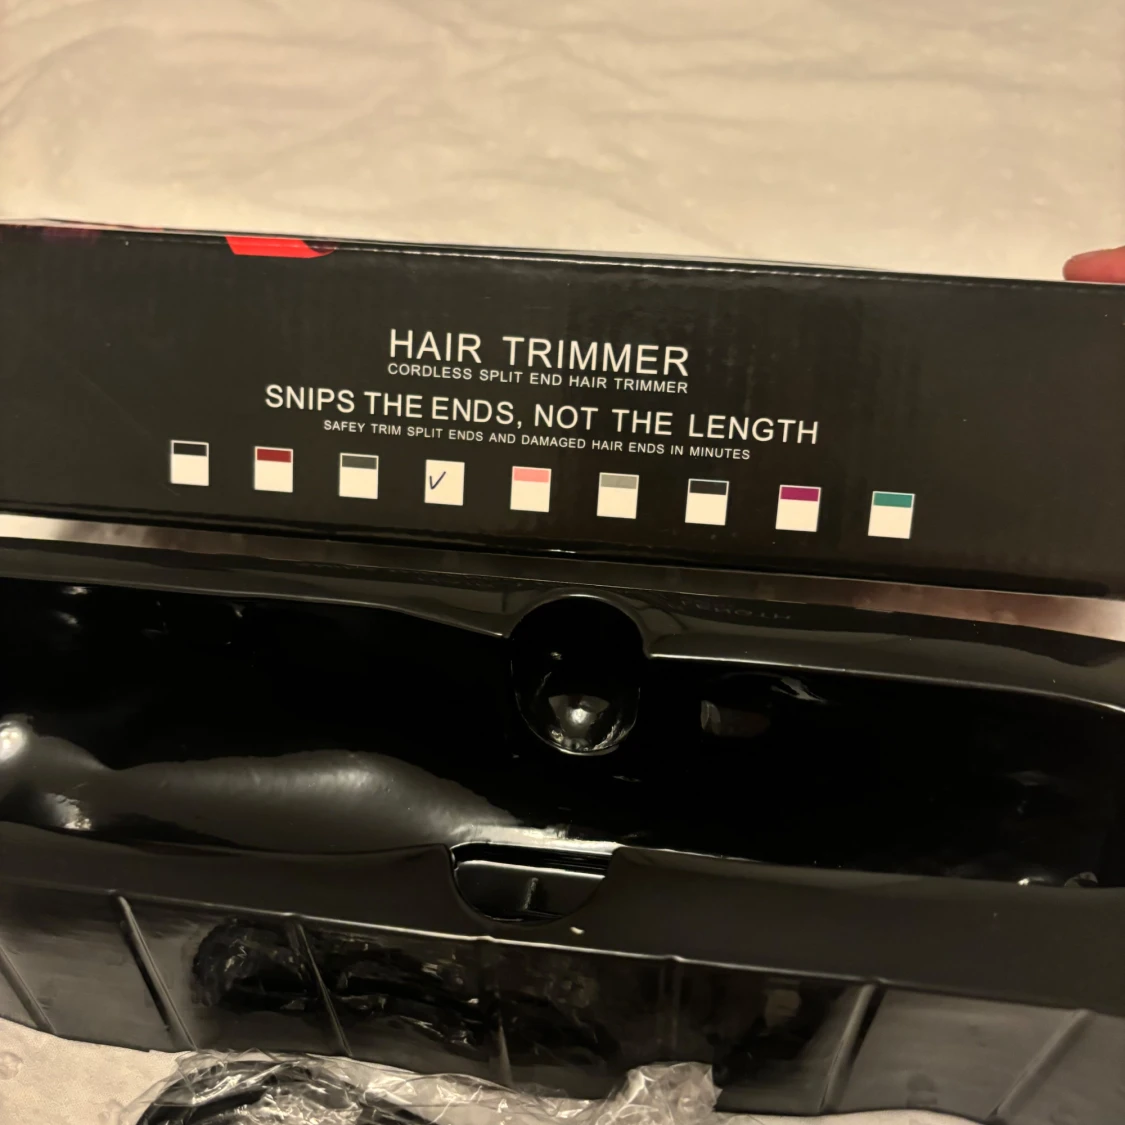 HAIR TRIMMER
CORDLESS SPLIT END HAIR TRIMMER
SNIPS THE ENDS, NOT THE LENGTH
SAFEY TRIM SPLIT ENDS AND DAMAGED HAIR ENDS IN MINUTES